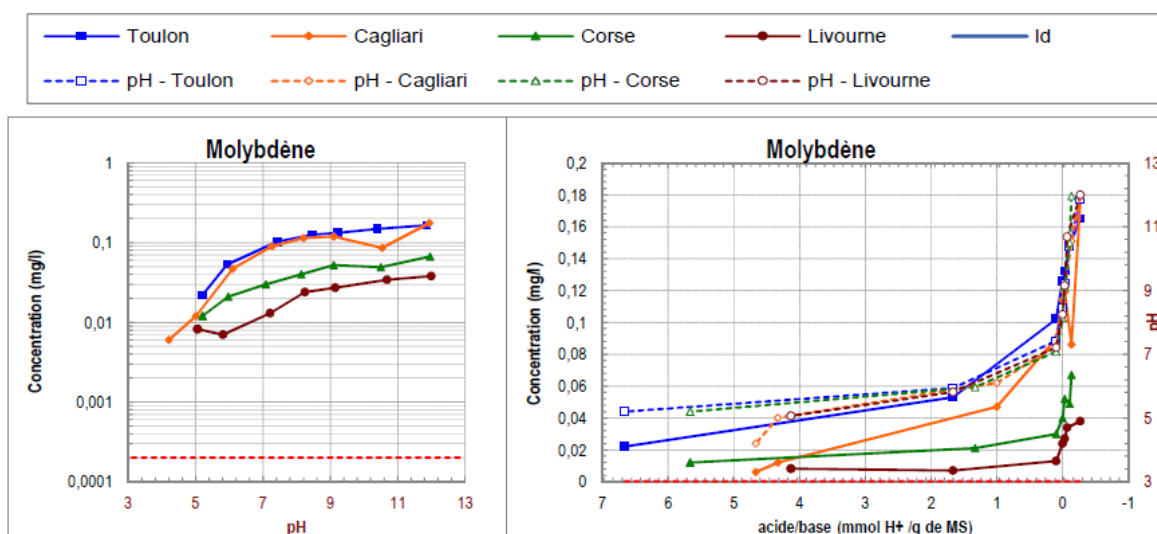 Toulon Cagliari Corse Livourne ld
pH - Toulon pH - Cagliari pH - Corse pH - Livourne
Molybdène
Concentration (mg/l)
1
0,1
0,01
0,001
0,0001
3 5 7 9 11 13
pH
Molybdène
Concentration (mg/l)
0,2
0,18
0,16
0,14
0,12
0,1
0,08
0,06
0,04
0,02
0
7 6 5 4 3 2 1 0 -1
acide/base (mmol H+ /g de MS)
13
11
9
7
5
3
pH